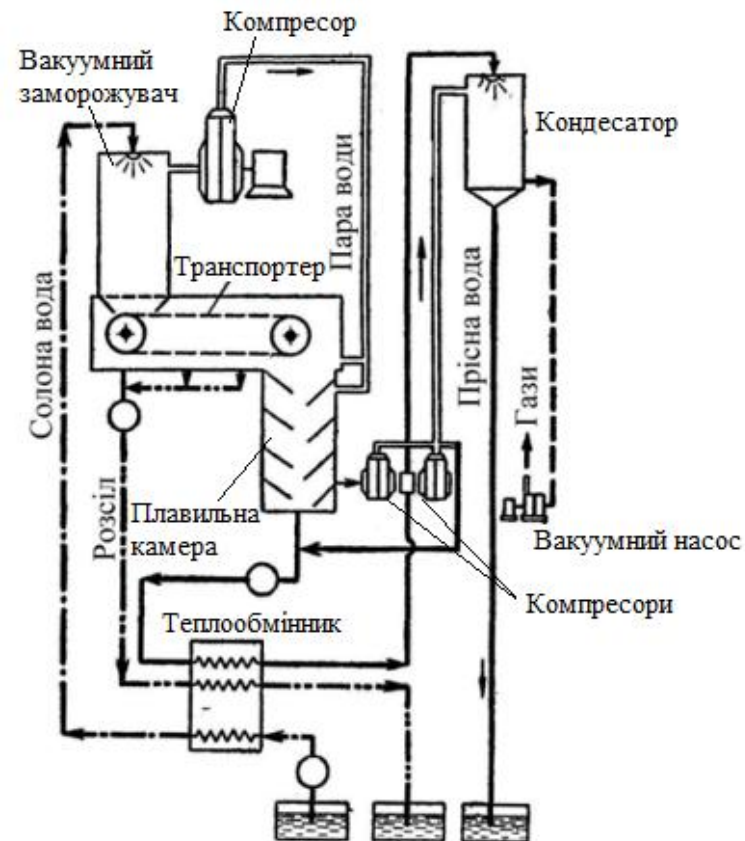 Компресор
Вакуумний
заморожувач
Кондесатор
Пара води
Транспортер
Солона вода
Прісна вода
Гази
Розсіл
Плавильна
камера
Вакуумний насос
Компресори
Теплообмінник